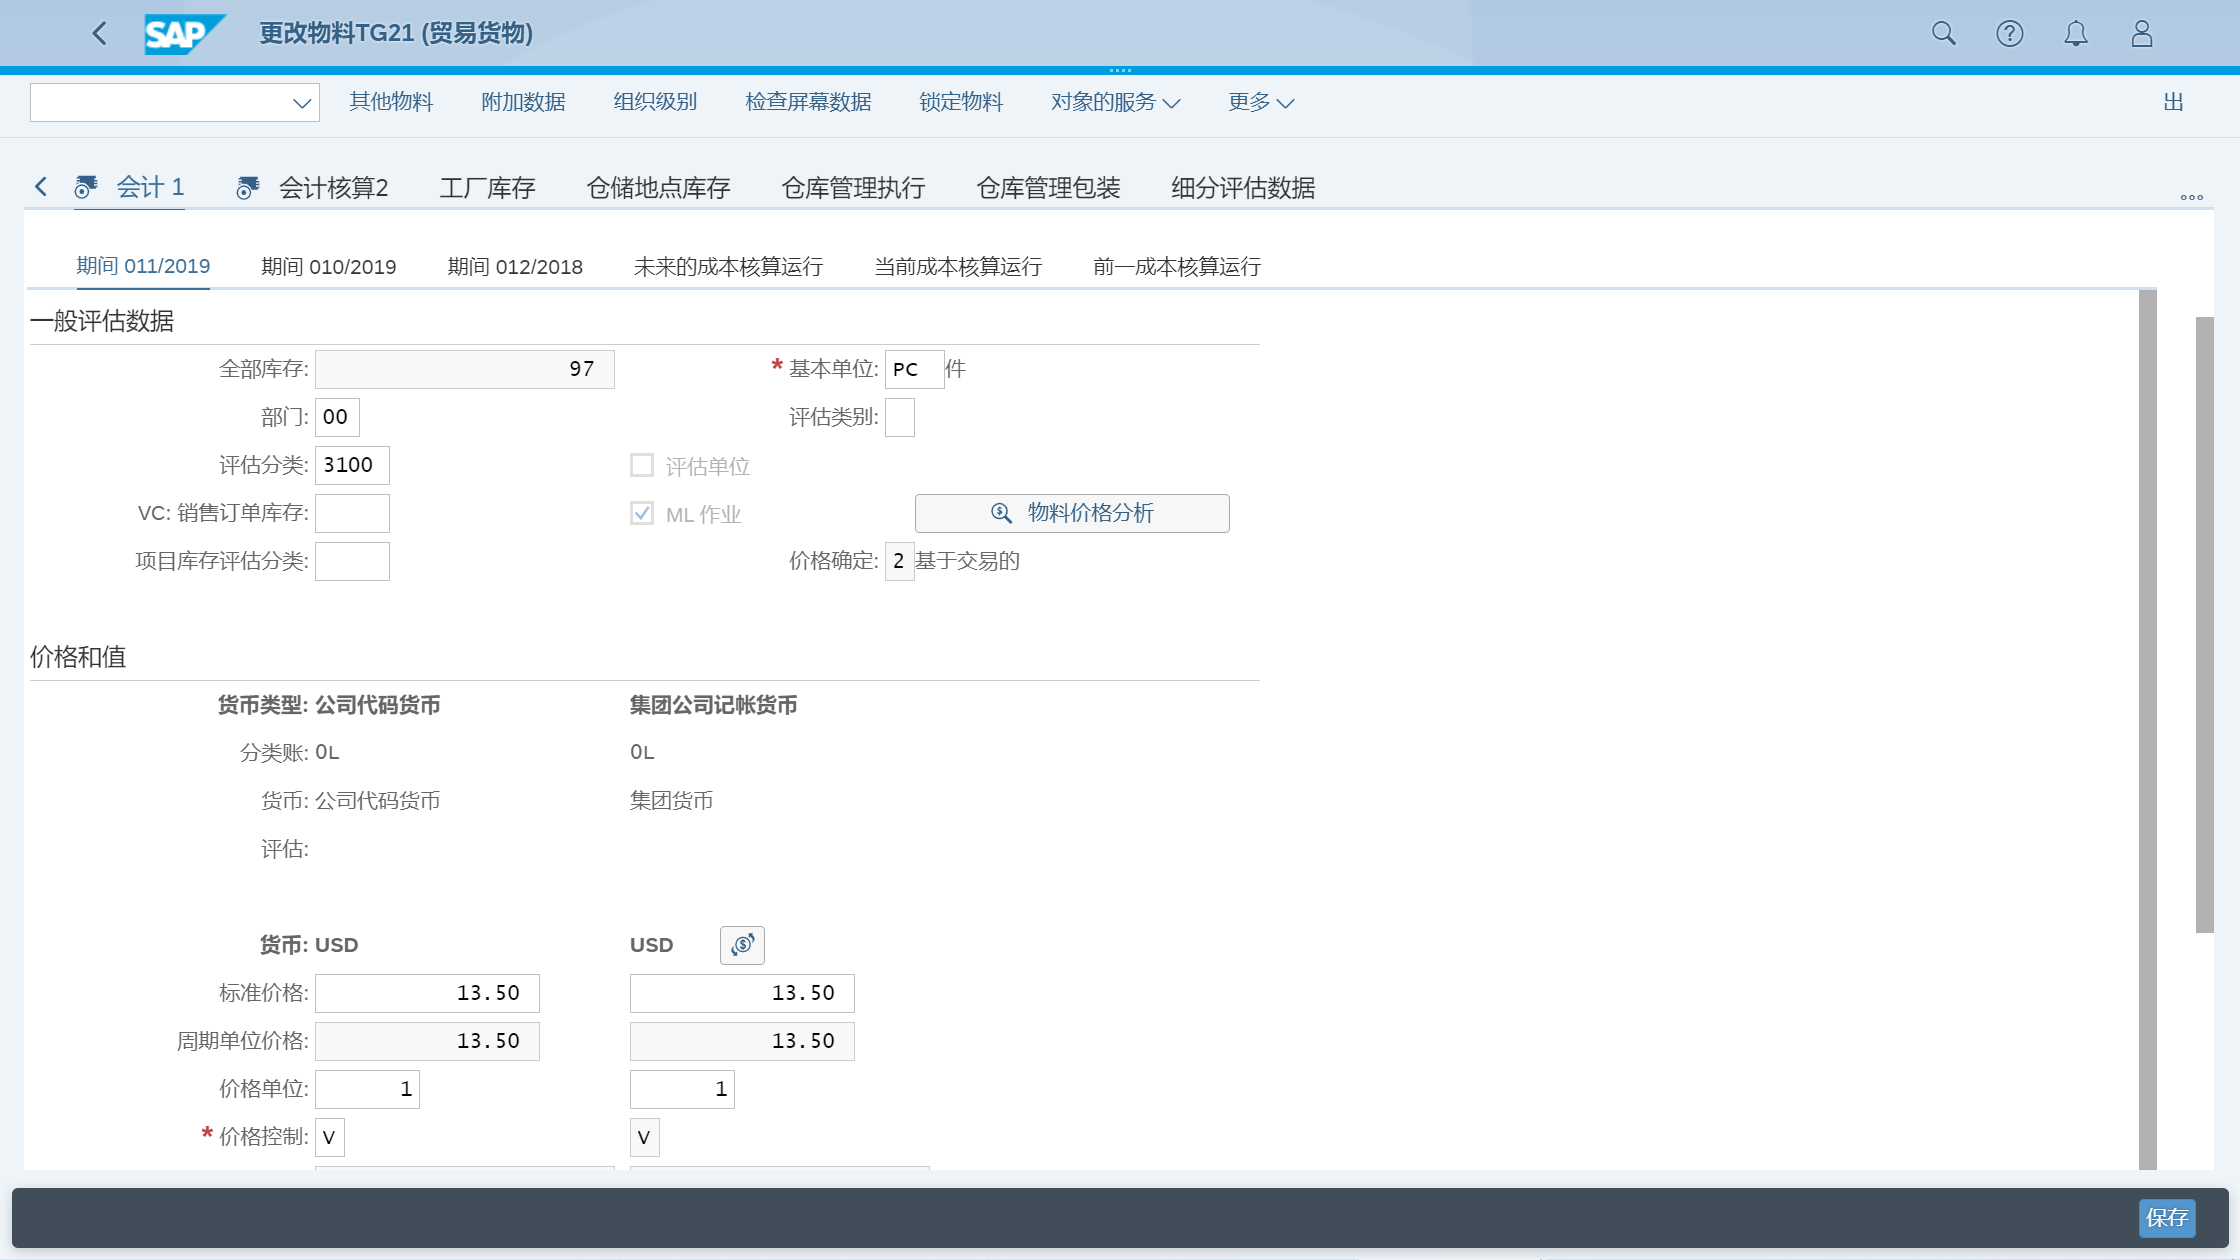 SAP 更改物料TG21 (贸易货物)
其他物料 附加数据 组织级别 检查屏幕数据 锁定物料 对象的服务 更多 出
会计 1 会计核算2 工厂库存 仓储地点库存 仓库管理执行 仓库管理包装 细分评估数据
期间 011/2019 期间 010/2019 期间 012/2018 未来的成本核算运行 当前成本核算运行 前一成本核算运行
一般评估数据
全部库存: 97 * 基本单位: PC 件
部门: 00 评估类别:
评估分类: 3100 评估单位
VC: 销售订单库存: ML 作业 物料价格分析
项目库存评估分类: 价格确定: 2 基于交易的
价格和值
货币类型: 公司代码货币 集团公司记帐货币
分类账: 0L 0L
货币: 公司代码货币 集团货币
评估:
货币: USD USD
标准价格: 13.50 13.50
周期单位价格: 13.50 13.50
价格单位: 1 1
* 价格控制: V V
保存